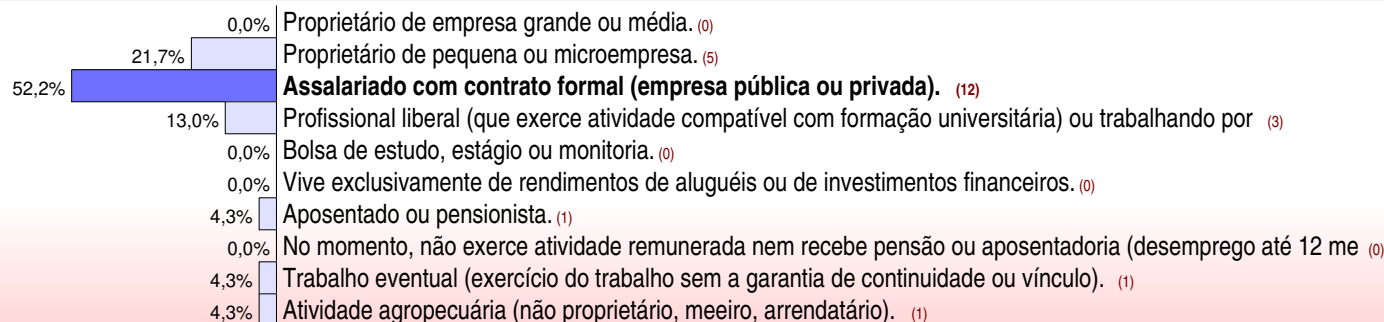 0,0% Proprietário de empresa grande ou média. (0)
21,7% Proprietário de pequena ou microempresa. (5)
52,2% Assalariado com contrato formal (empresa pública ou privada). (12)
13,0% Profissional liberal (que exerce atividade compatível com formação universitária) ou trabalhando por (3)
0,0% Bolsa de estudo, estágio ou monitoria. (0)
0,0% Vive exclusivamente de rendimentos de aluguéis ou de investimentos financeiros. (0)
4,3% Aposentado ou pensionista. (1)
0,0% No momento, não exerce atividade remunerada nem recebe pensão ou aposentadoria (desemprego até 12 me (0)
4,3% Trabalho eventual (exercício do trabalho sem a garantia de continuidade ou vínculo). (1)
4,3% Atividade agropecuária (não proprietário, meeiro, arrendatário). (1)